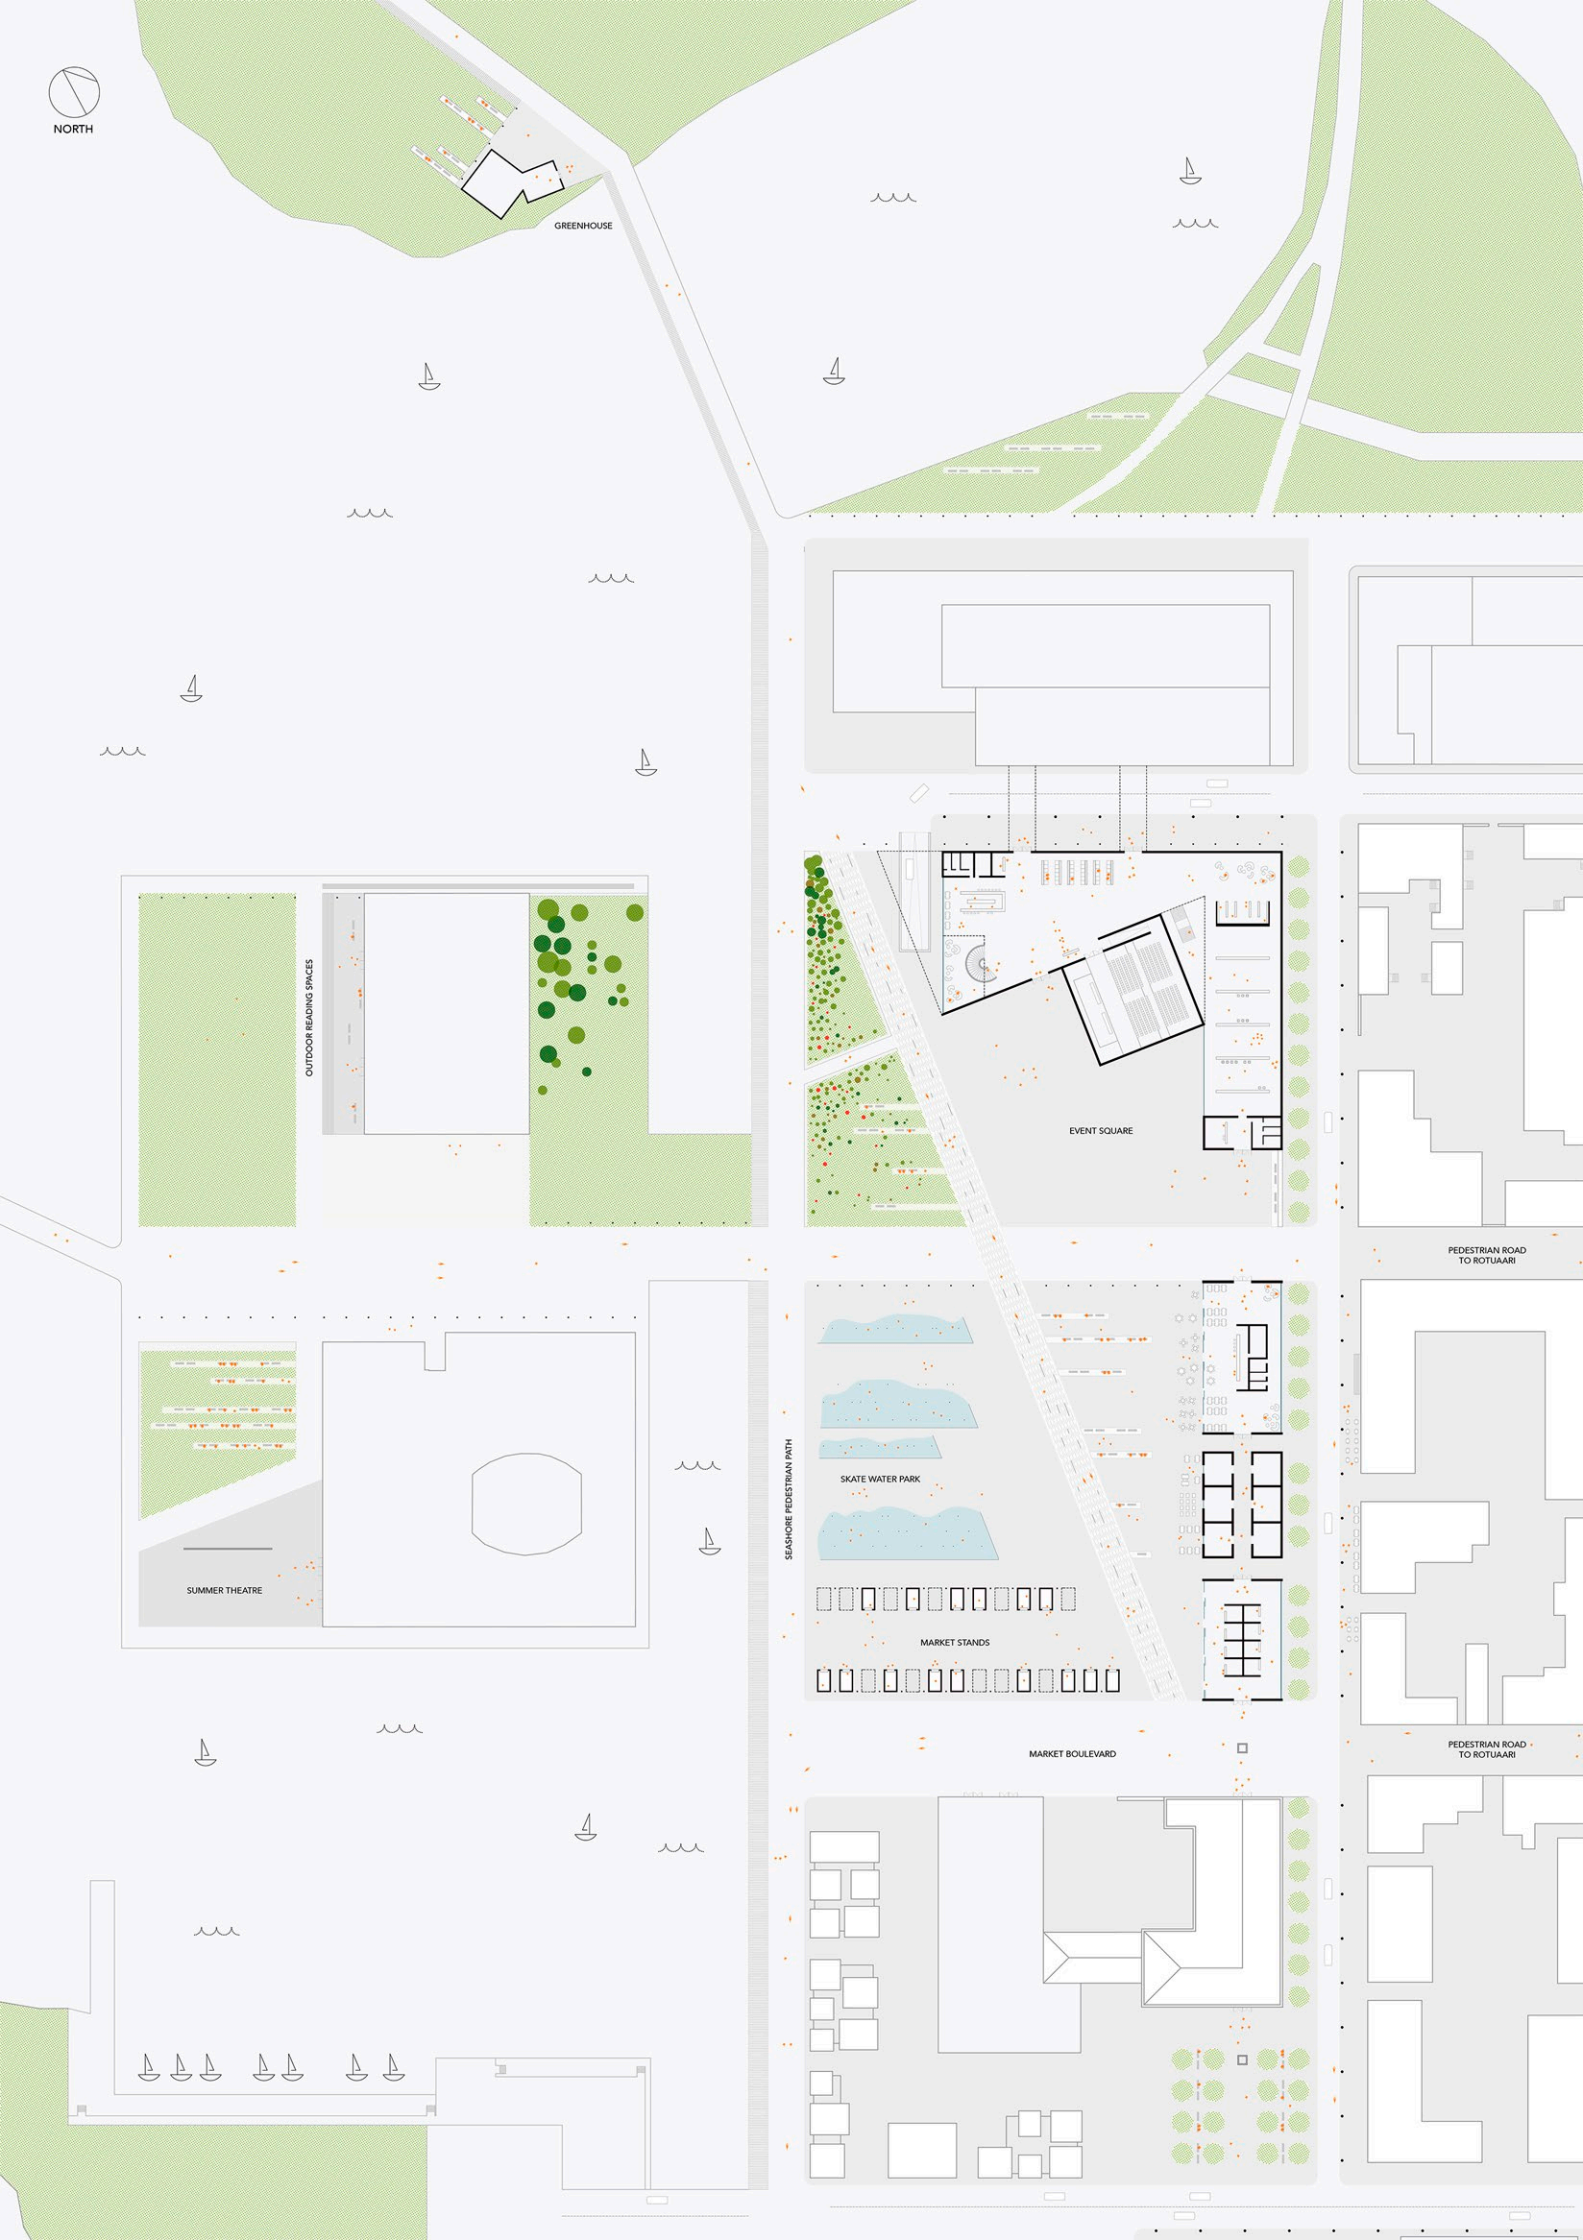 NORTH
GREENHOUSE
OUTDOOR READING SPACES
EVENT SQUARE
PEDESTRIAN ROAD
TO ROTUAARI
SEASHORE PEDESTRIAN PATH
SKATE WATER PARK
SUMMER THEATRE
MARKET STANDS
MARKET BOULEVARD
PEDESTRIAN ROAD
TO ROTUAARI